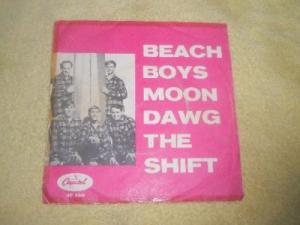 BEACH
BOYS
MOON
DAWG
THE
SHIFT
Capitol